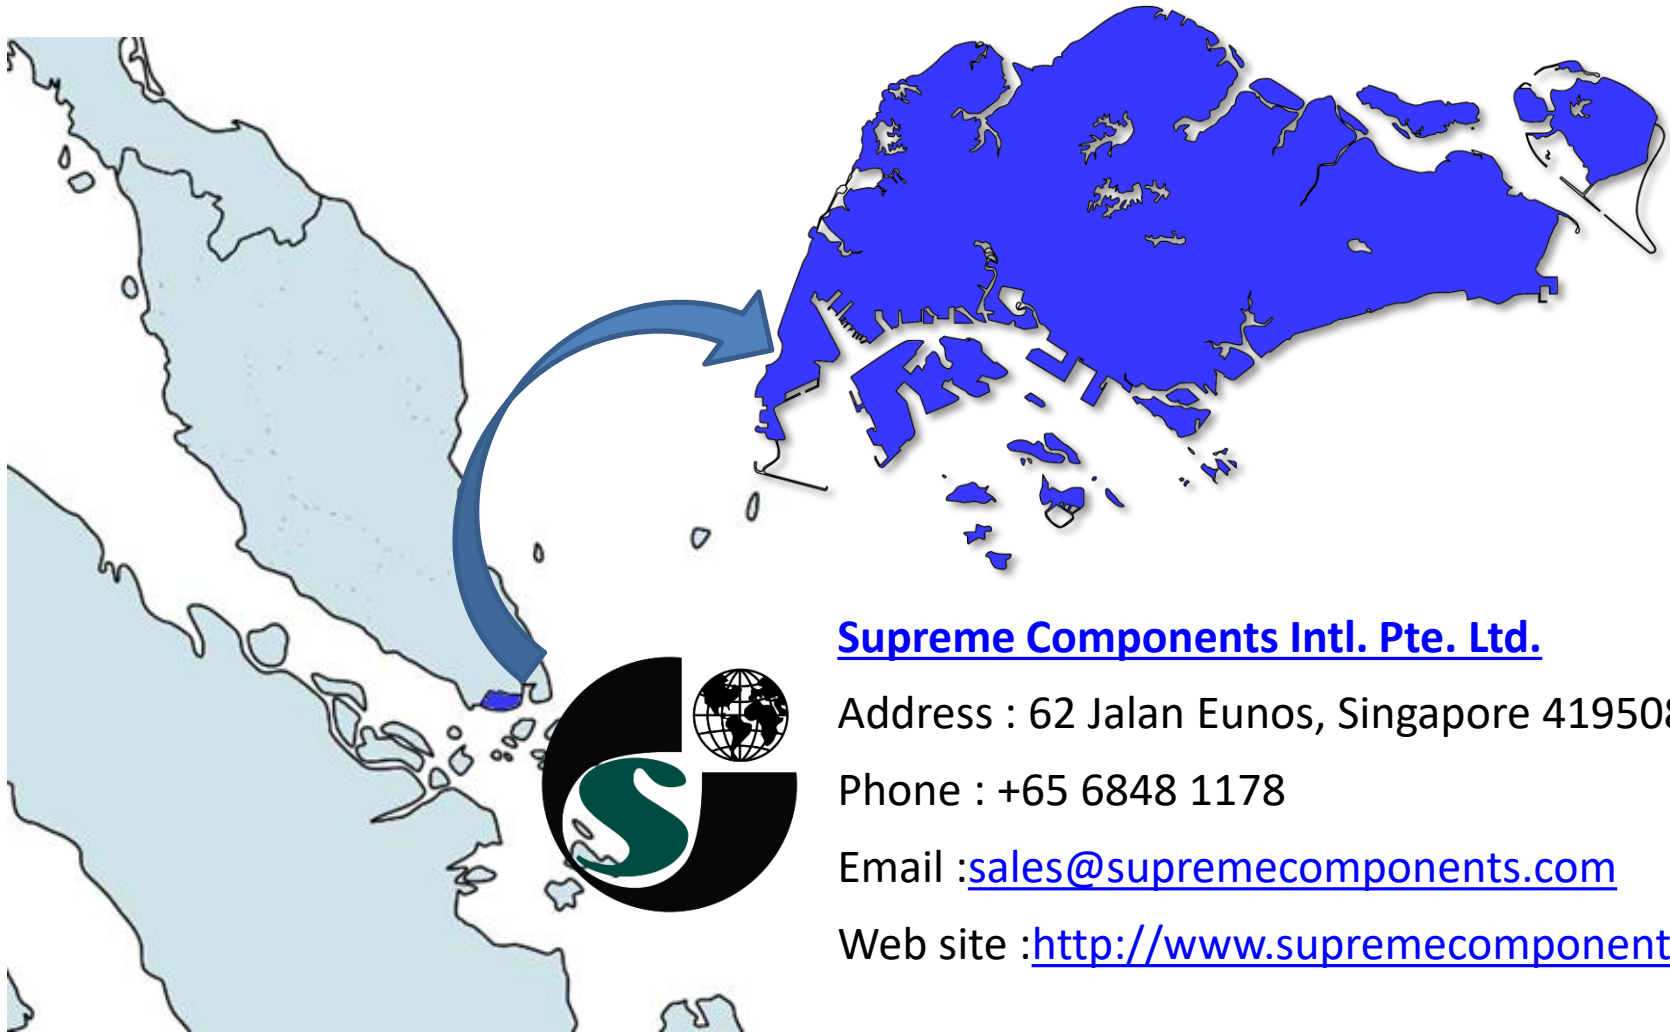 Supreme Components Intl. Pte. Ltd.
Address : 62 Jalan Eunos, Singapore 419508
Phone : +65 6848 1178
Email :sales@supremecomponents.com
Web site :http://www.supremecomponent
S